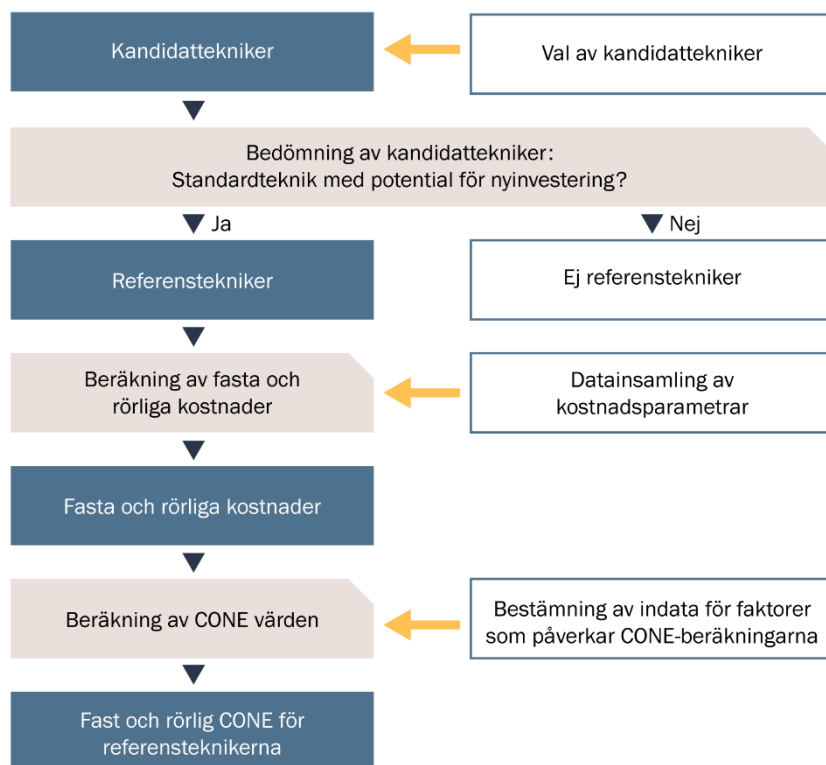 Kandidattekniker
Val av kandidattekniker
Bedömning av kandidattekniker:
Standardteknik med potential för nyinvestering?
Ja
Nej
Referenstekniker
Ej referenstekniker
Beräkning av fasta och
rörliga kostnader
Datainsamling av
kostnadsparametrar
Fasta och rörliga kostnader
Beräkning av CONE värden
Bestämning av indata för faktorer
som påverkar CONE-beräkningarna
Fast och rörlig CONE för
referensteknikerna